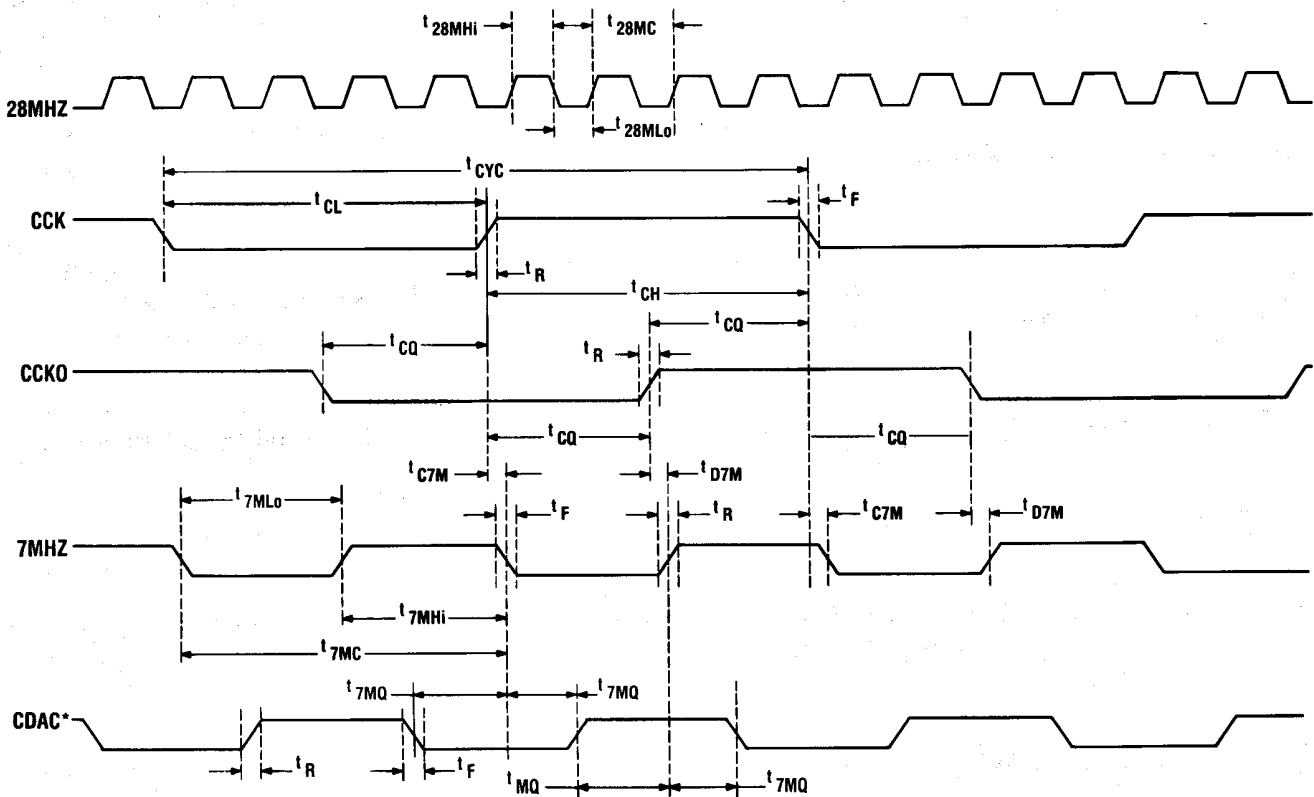 t28MHi t28MC
28MHZ
t28MLo
tCYC
tCL tF
CCK
tR
tCH
tCQ
tCQ tR
CCKO
tCQ tCQ
tC7M tD7M
t7MLo tF tR tC7M tD7M
7MHZ
t7MHi
t7MC
t7MQ t7MQ
CDAC*
tR tF tMQ t7MQ